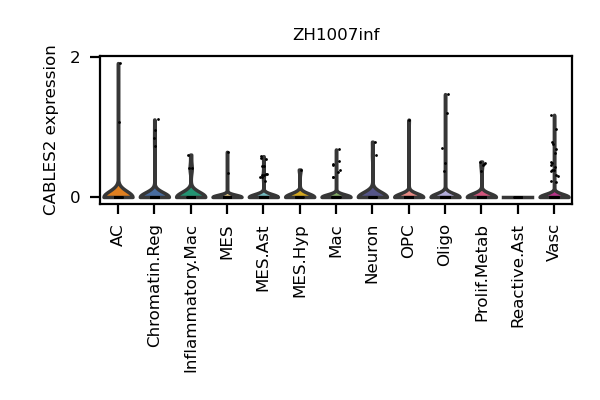 ZH1007inf
CABLES2 expression
2
0
AC
Chromatin.Reg
Inflammatory.Mac
MES
MES.Ast
MES.Hyp
Mac
Neuron
OPC
Oligo
Prolif.Metab
Reactive.Ast
Vasc